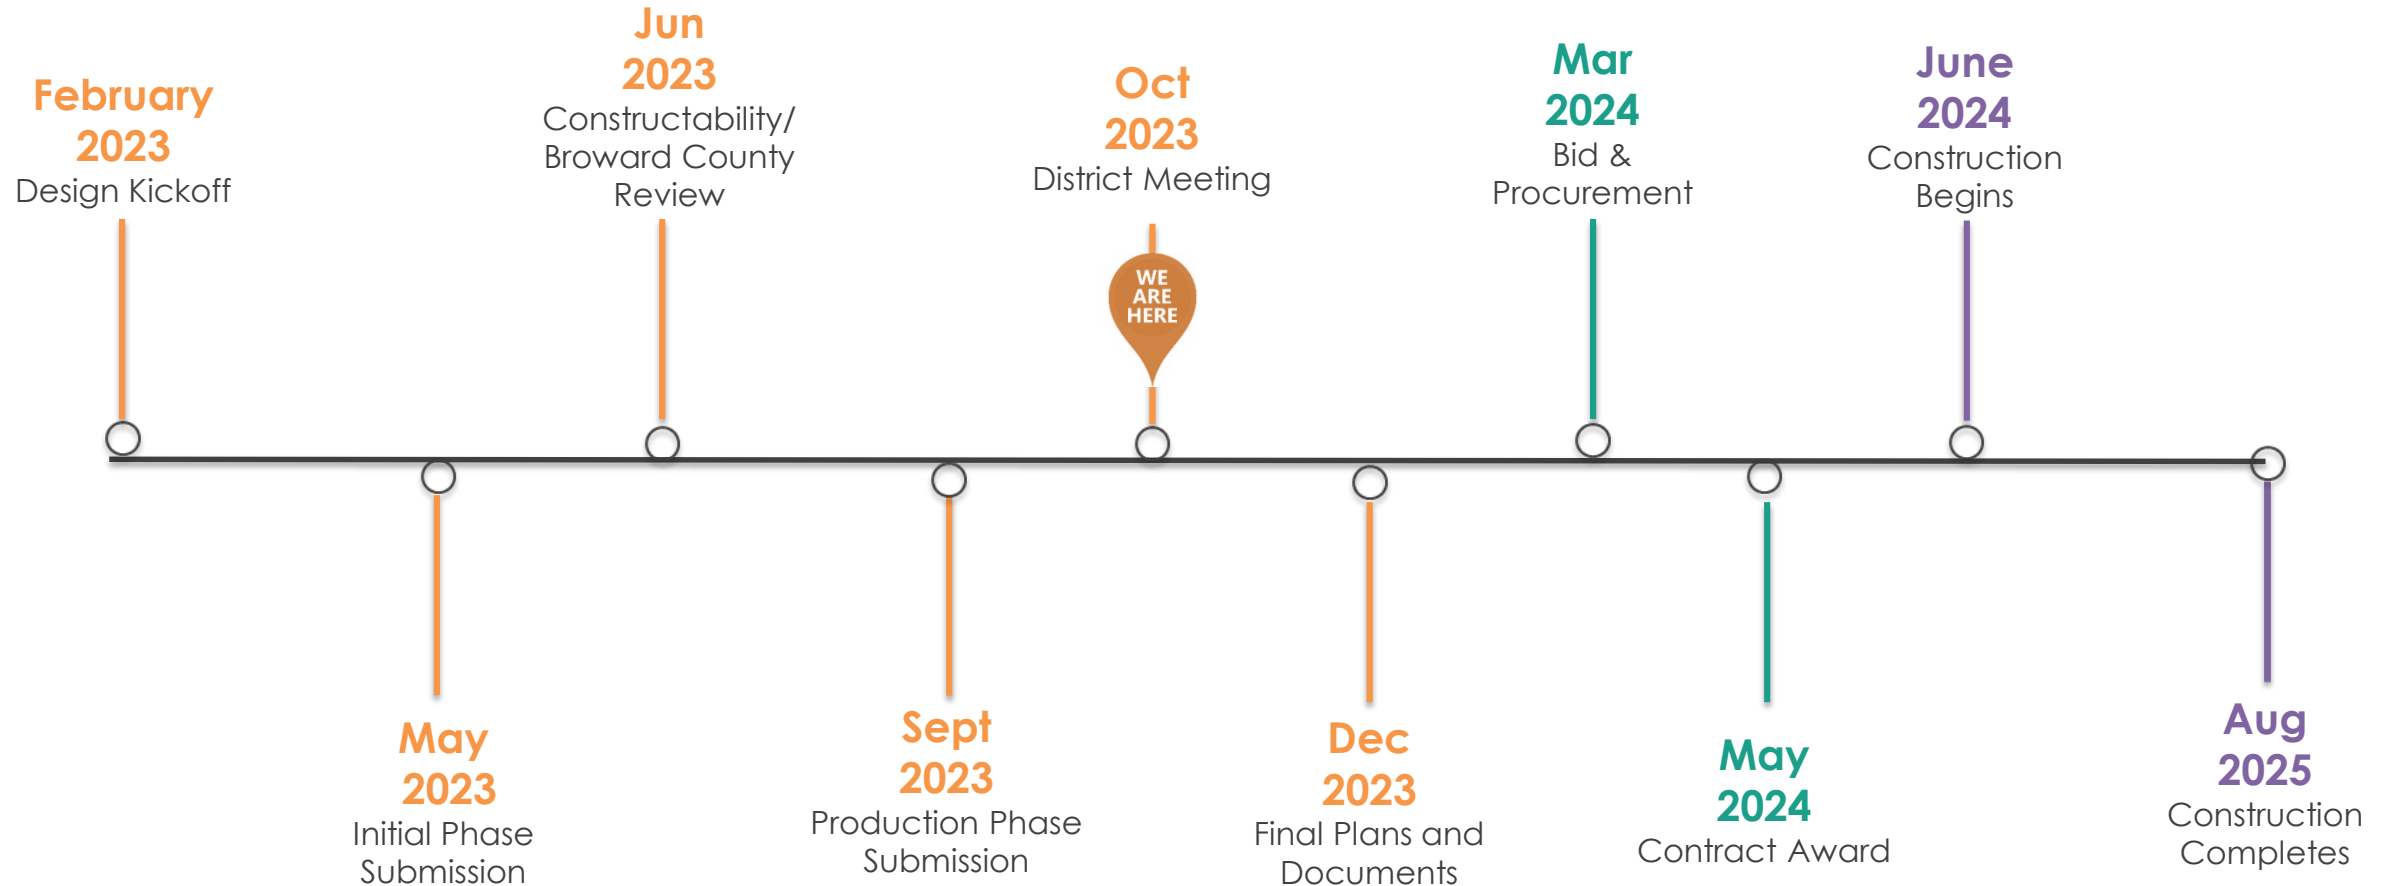 February
2023
Design Kickoff
May
2023
Initial Phase
Submission
Jun
2023
Constructability/
Broward County
Review
Sept
2023
Production Phase
Submission
Oct
2023
District Meeting
WE
ARE
HERE
Dec
2023
Final Plans and
Documents
Mar
2024
Bid &
Procurement
May
2024
Contract Award
June
2024
Construction
Begins
Aug
2025
Construction
Completes